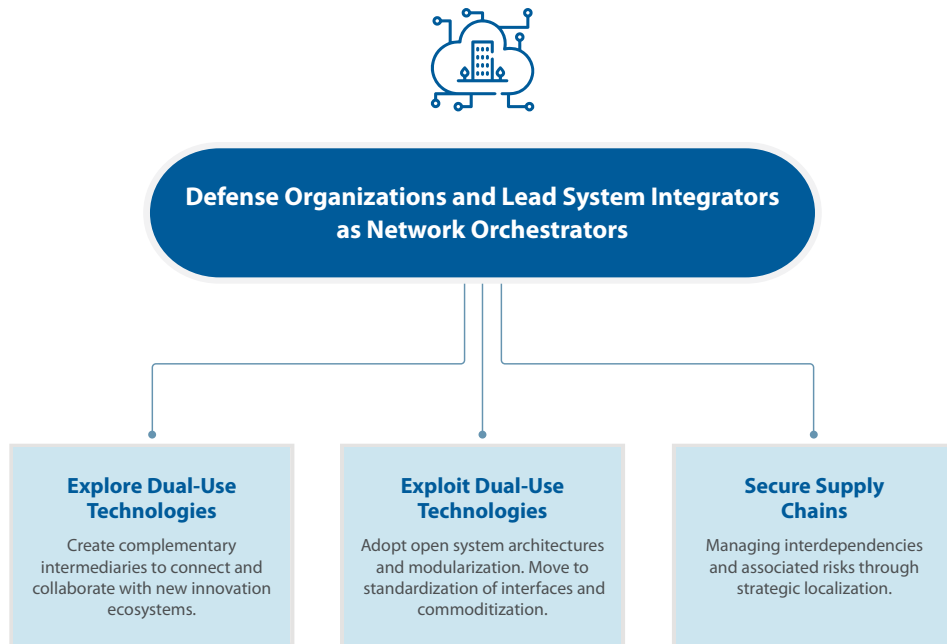 Defense Organizations and Lead System Integrators
as Network Orchestrators
Explore Dual-Use
Technologies
Create complementary
intermediaries to connect and
collaborate with new innovation
ecosystems.
Exploit Dual-Use
Technologies
Adopt open system architectures
and modularization. Move to
standardization of interfaces and
commoditization.
Secure Supply
Chains
Managing interdependencies
and associated risks through
strategic localization.